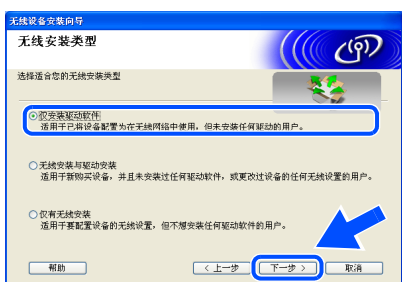 无线设备安装向导
无线安装类型
选择适合您的无线安装类型
仅安装驱动软件
适用于已将设备配置为在无线网络中使用，但未安装任何驱动的用户。
无线安装与驱动安装
适用于新购买设备，并且未安装过任何驱动软件，或更改过设备的任何无线设置的用户。
仅有无线安装
适用于要配置设备的无线设置，但不想安装任何驱动软件的用户。
帮助 < 上一步 下一步 > 取消